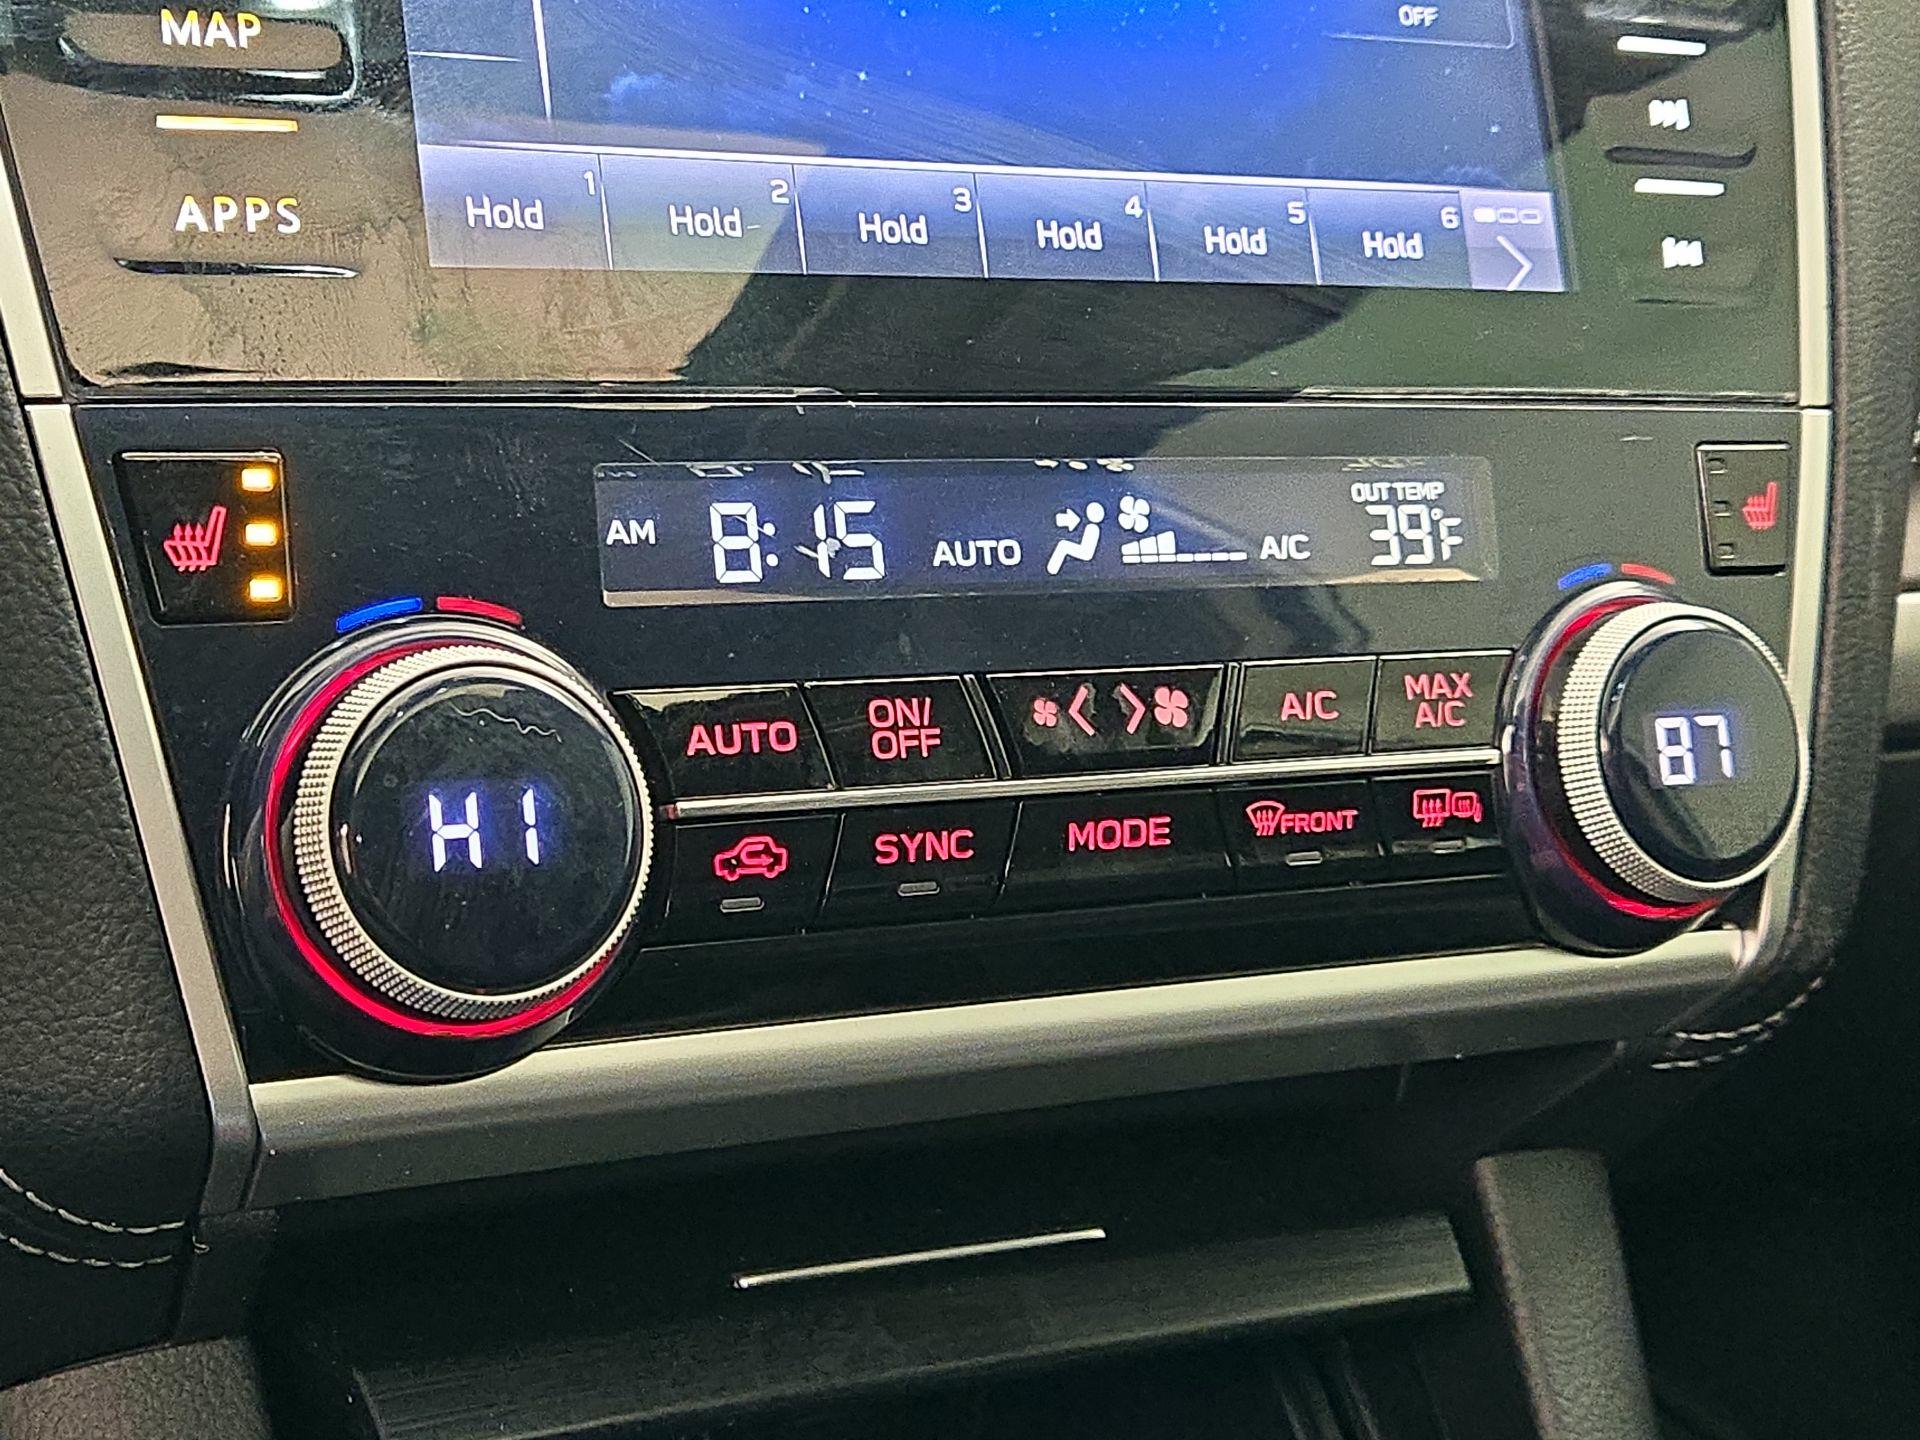 MAP
OFF
APPS
Hold 1
Hold 2
Hold 3
Hold 4
Hold 5
Hold 6
AM 8:15 AUTO A/C
OUT TEMP
39°F
HI
AUTO
ON/
OFF
A/C
MAX
A/C
87
SYNC
MODE
FRONT